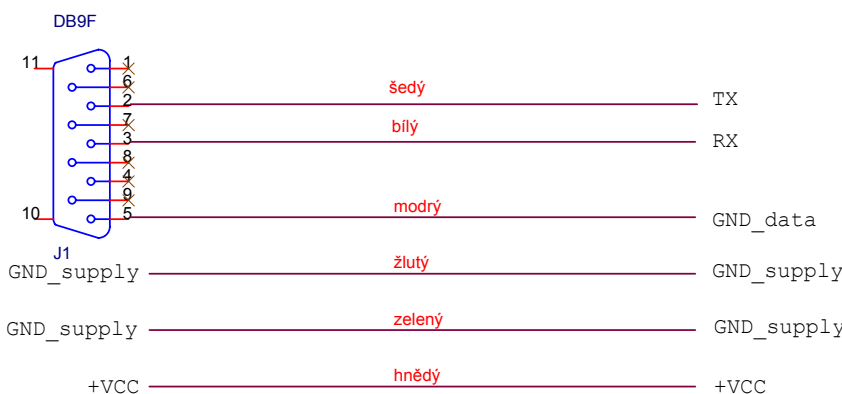 DB9F
11 1
6
šedý
2 TX
7
bílý
3 RX
8
4
9
modrý
10 5 GND_data
J1
žlutý
GND_supply GND_supply
zelený
GND_supply GND_supply
hnědý
+VCC +VCC